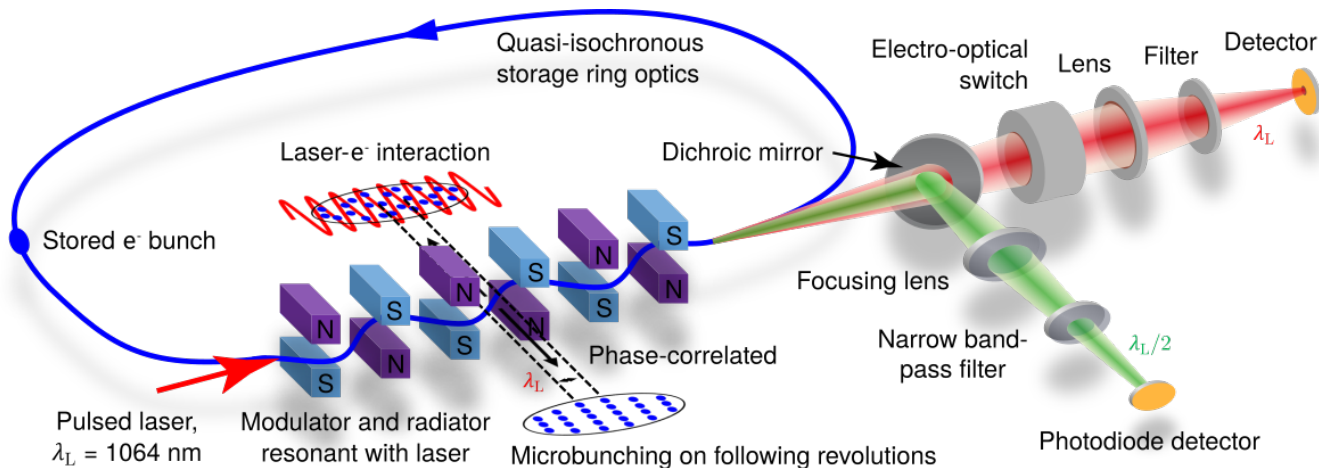 Quasi-isochronous
storage ring optics
Electro-optical
switch
Lens
Filter
Detector
λL
Dichroic mirror
Laser-e- interaction
Stored e- bunch
N
S
S
N
N
S
S
N
N
S
S
N
Focusing lens
Narrow band-
pass filter
λL/2
Phase-correlated
λL
Pulsed laser,
λL = 1064 nm
Modulator and radiator
resonant with laser
Microbunching on following revolutions
Photodiode detector